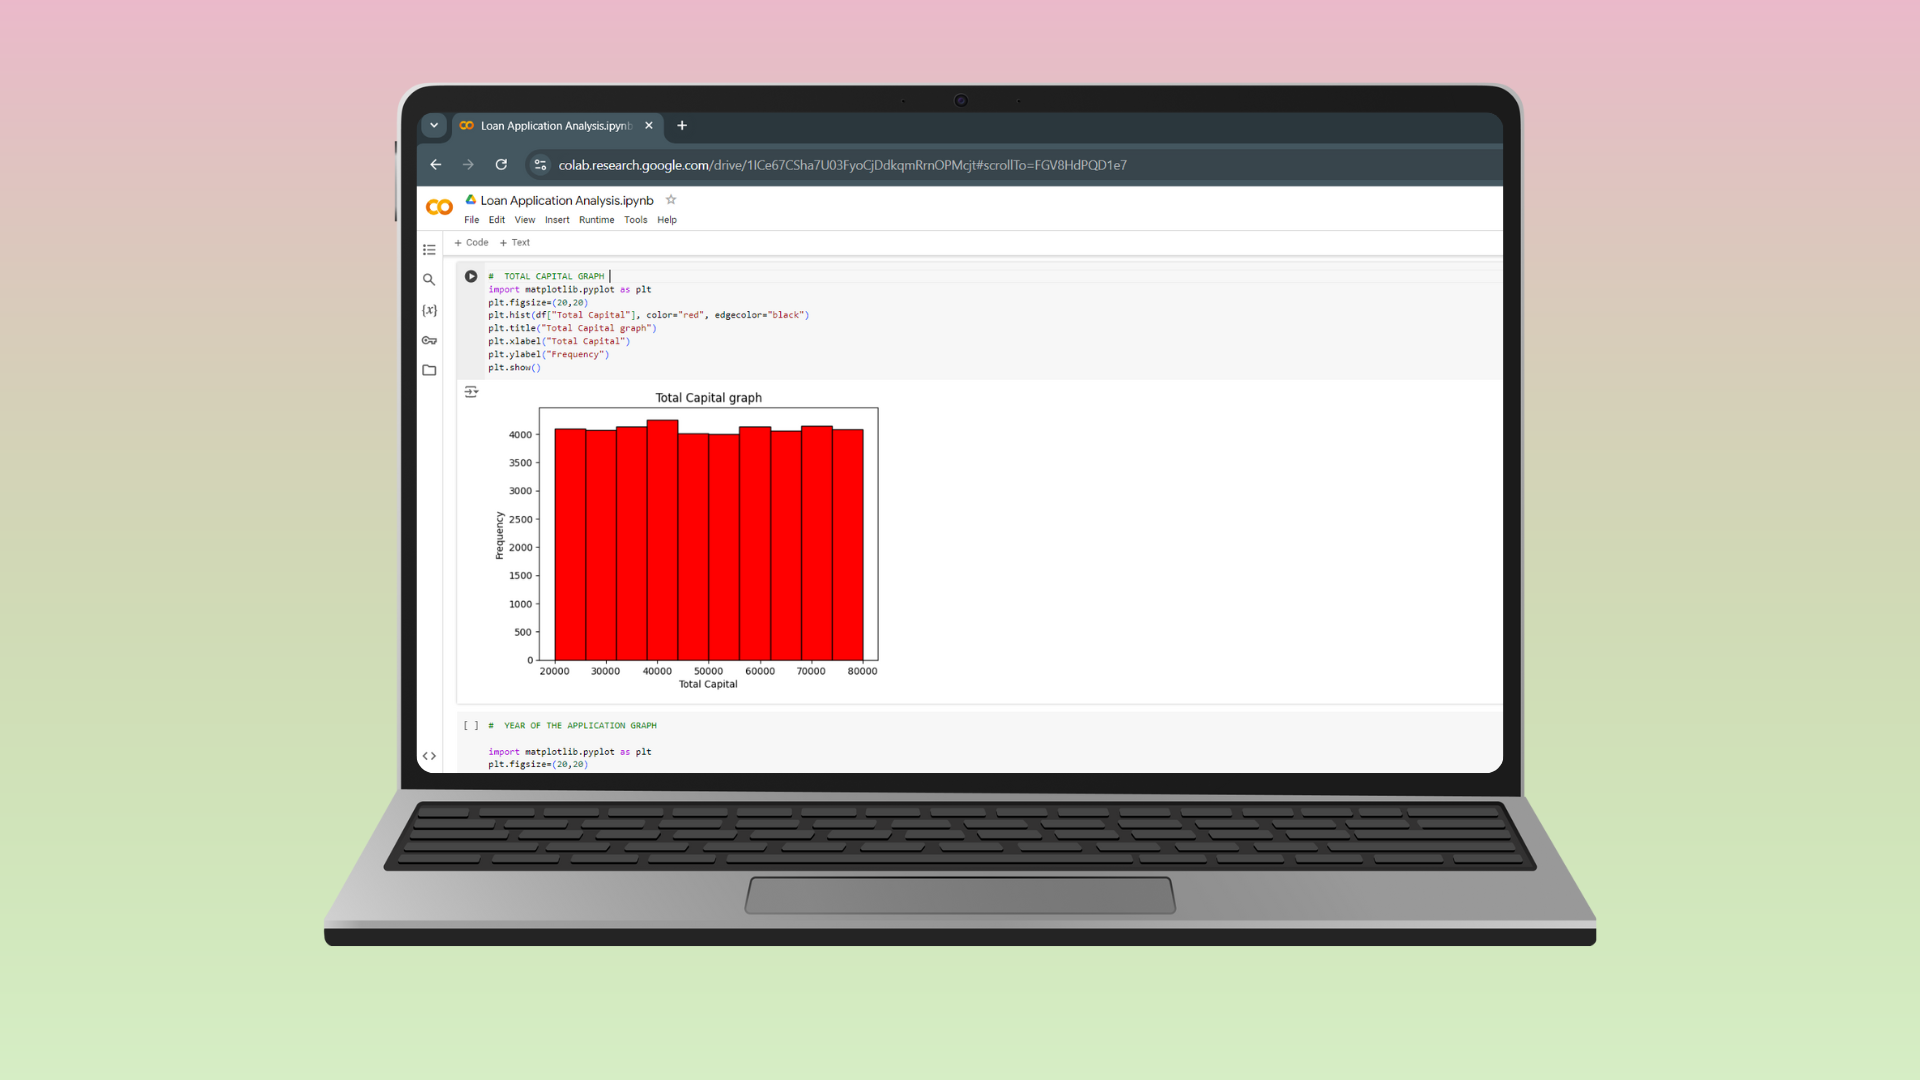 Loan Application Analysis.ipynb
colab.research.google.com/drive/1ICe67CSha7U03FyoCjDdkqmRrnOPMcjt#scrollTo=FGV8HdPQD1e7
Loan Application Analysis.ipynb
File Edit View Insert Runtime Tools Help
+ Code + Text
# TOTAL CAPITAL GRAPH
import matplotlib.pyplot as plt
plt.figsize=(20,20)
plt.hist(df["Total Capital"], color="red", edgecolor="black")
plt.title("Total Capital graph")
plt.xlabel("Total Capital")
plt.ylabel("Frequency")
plt.show()
Total Capital graph
4000
3500
3000
2500
2000
1500
1000
500
0
Frequency
20000 30000 40000 50000 60000 70000 80000
Total Capital
[ ] # YEAR OF THE APPLICATION GRAPH
import matplotlib.pyplot as plt
plt.figsize=(20,20)